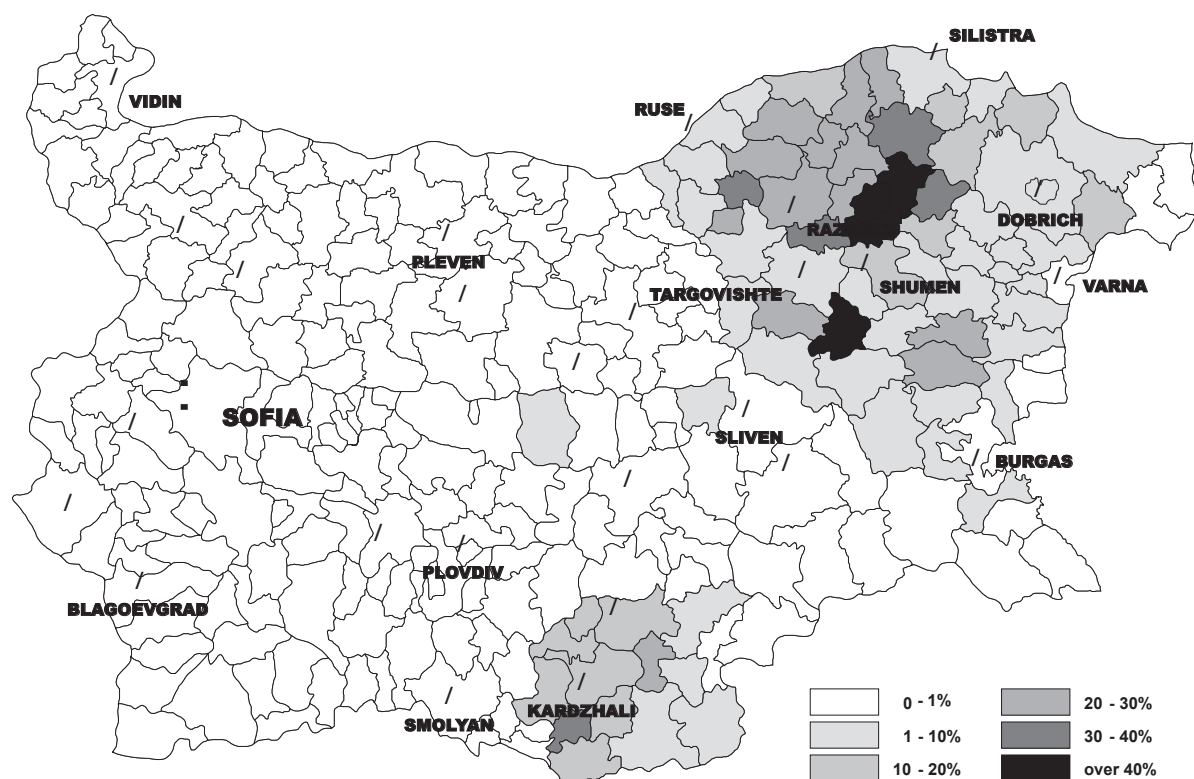 SILISTRA
VIDIN
RUSE
DOBRICH
RAZ
PLEVEN
TARGOVISHTE
SHUMEN
VARNA
SOFIA
SLIVEN
BURGAS
PLOVDIV
BLAGOEVGRAD
KARDZHALI
SMOLYAN
0 - 1%
1 - 10%
10 - 20%
20 - 30%
30 - 40%
over 40%